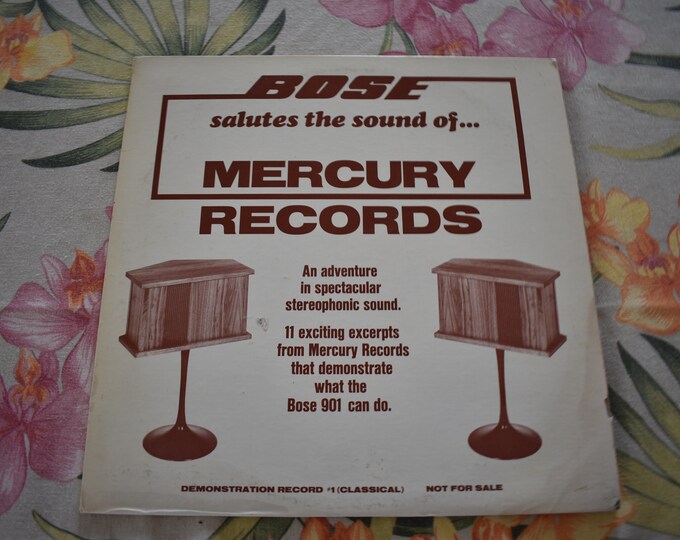 BOSE
salutes the sound of...
MERCURY
RECORDS
An adventure
in spectacular
stereophonic sound.
11 exciting excerpts
from Mercury Records
that demonstrate
what the
Bose 901 can do.
DEMONSTRATION RECORD #1 (CLASSICAL) NOT FOR SALE